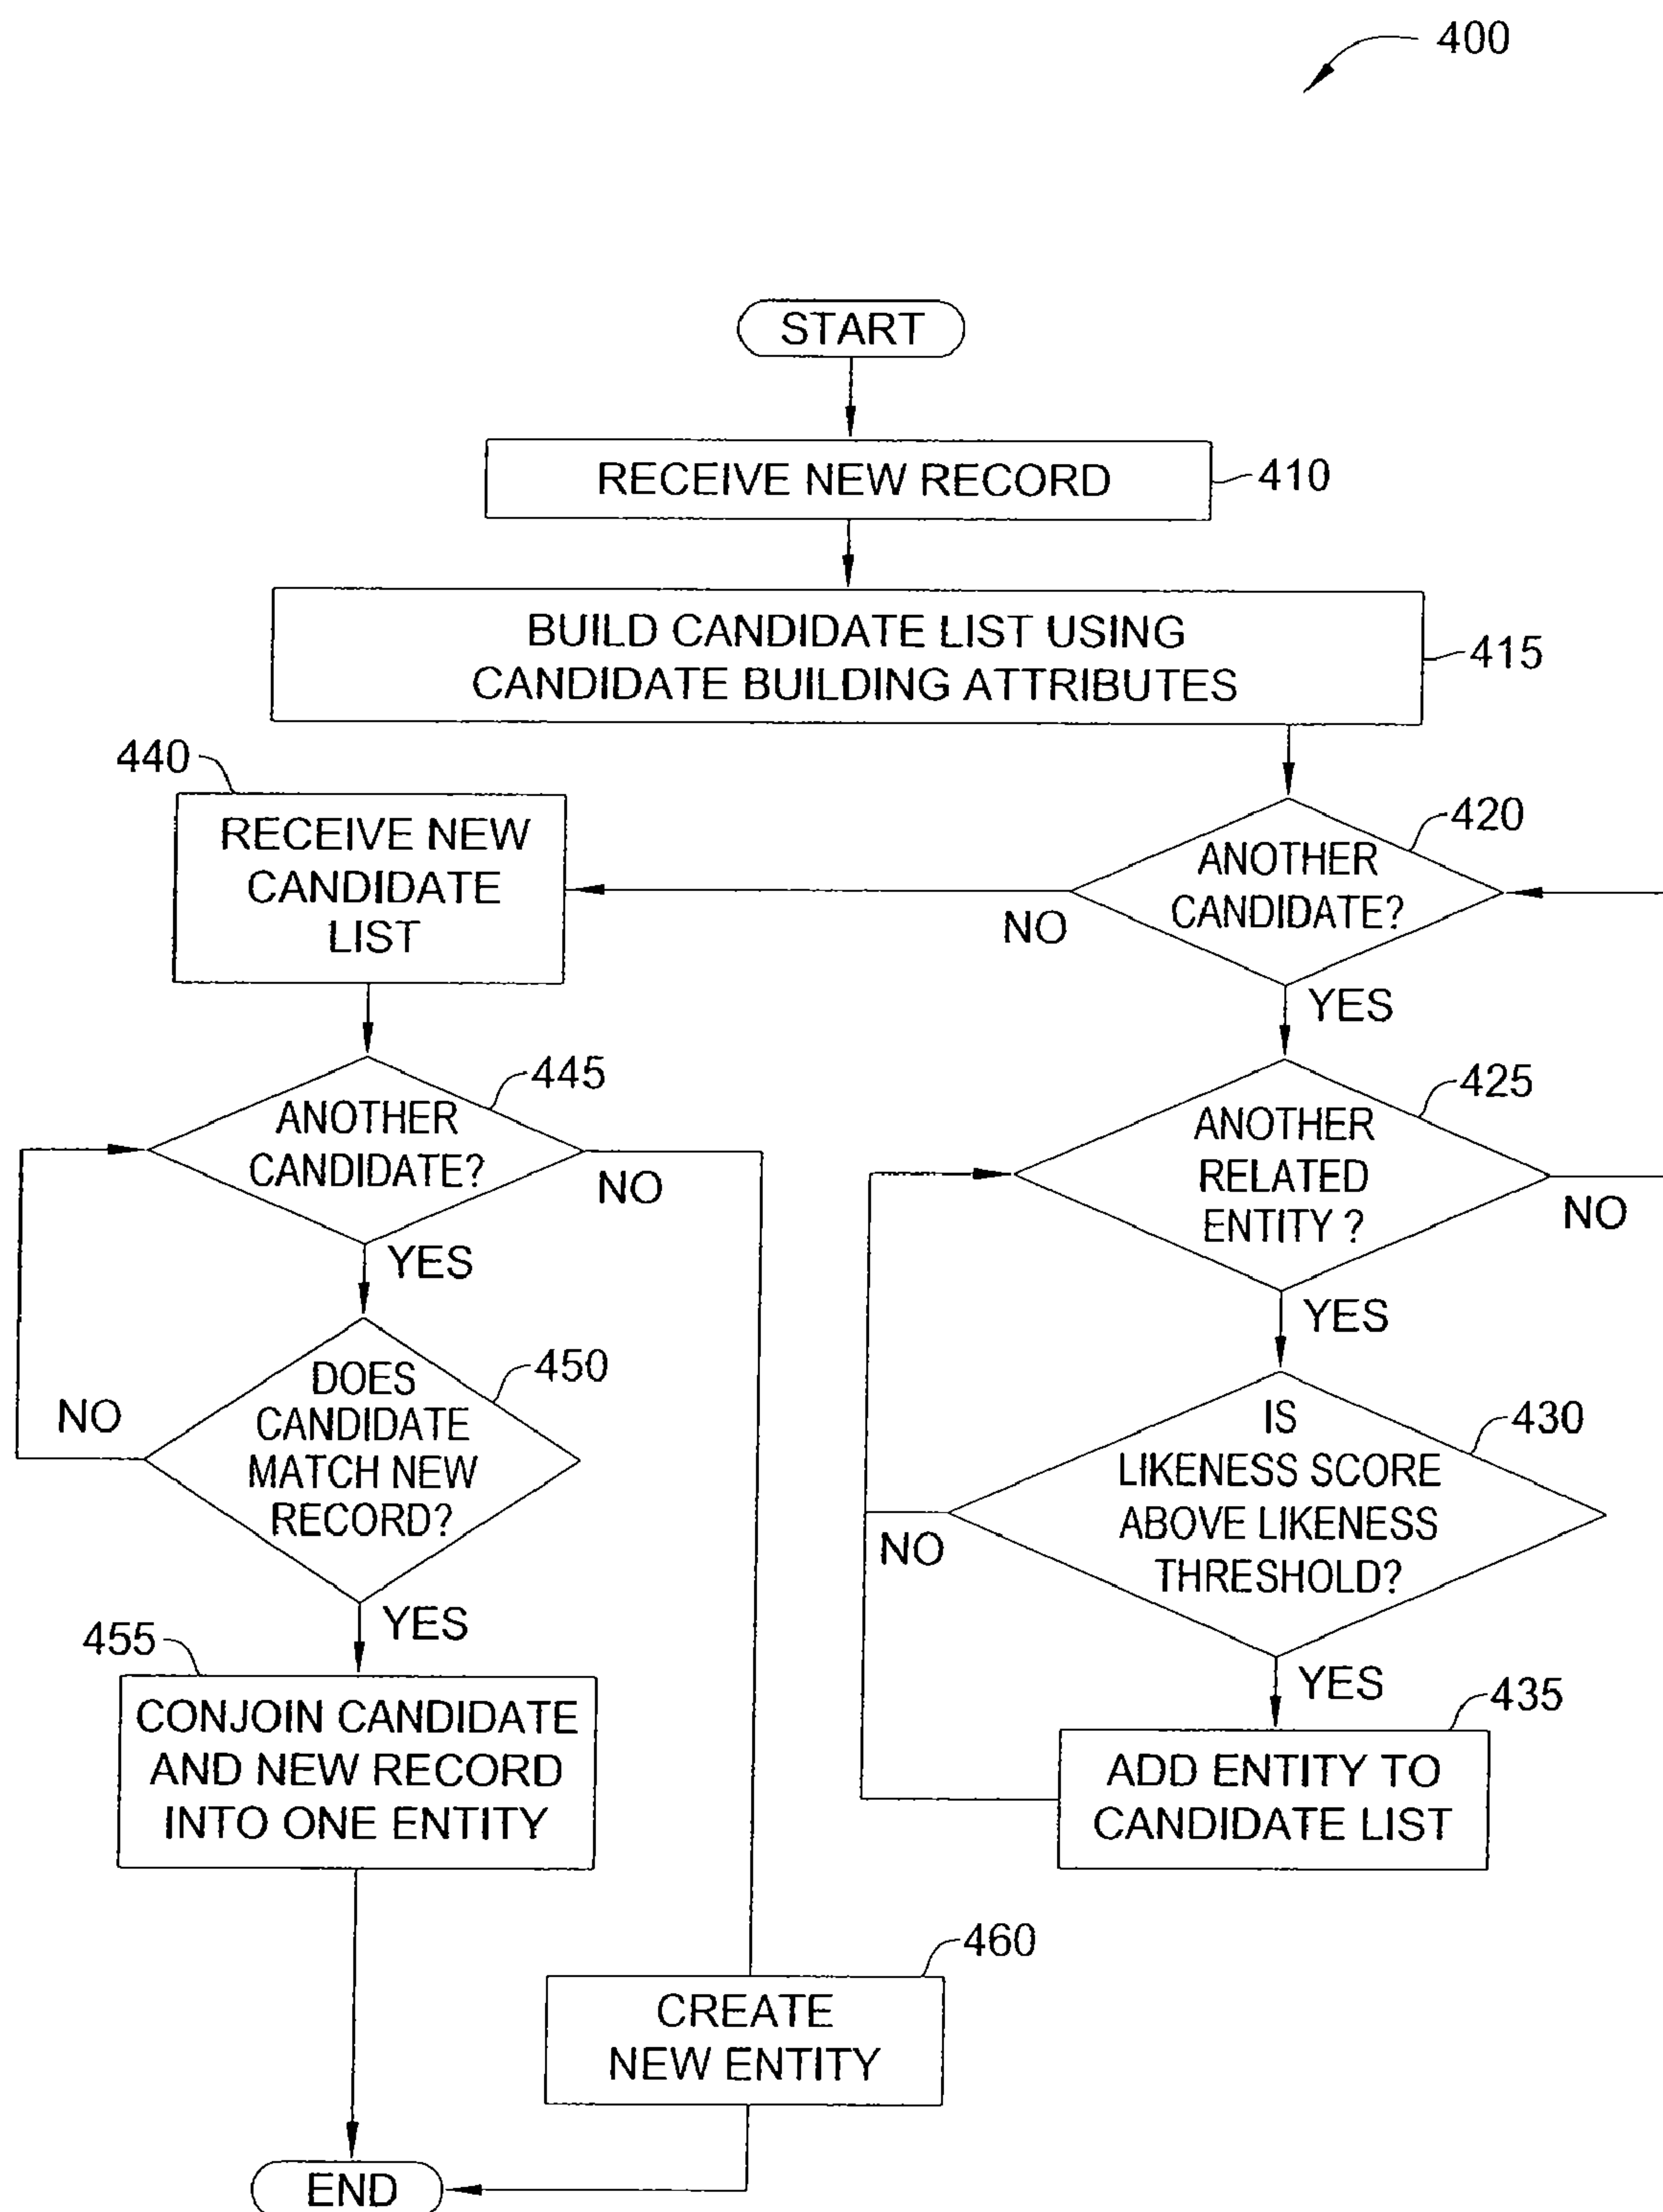 400
START
RECEIVE NEW RECORD
410
BUILD CANDIDATE LIST USING
CANDIDATE BUILDING ATTRIBUTES
415
440
RECEIVE NEW
CANDIDATE
LIST
420
ANOTHER
CANDIDATE?
NO
YES
445
ANOTHER
CANDIDATE?
NO
YES
425
ANOTHER
RELATED
ENTITY ?
NO
YES
450
DOES
CANDIDATE
MATCH NEW
RECORD?
NO
YES
430
IS
LIKENESS SCORE
ABOVE LIKENESS
THRESHOLD?
NO
YES
455
CONJOIN CANDIDATE
AND NEW RECORD
INTO ONE ENTITY
435
ADD ENTITY TO
CANDIDATE LIST
460
CREATE
NEW ENTITY
END